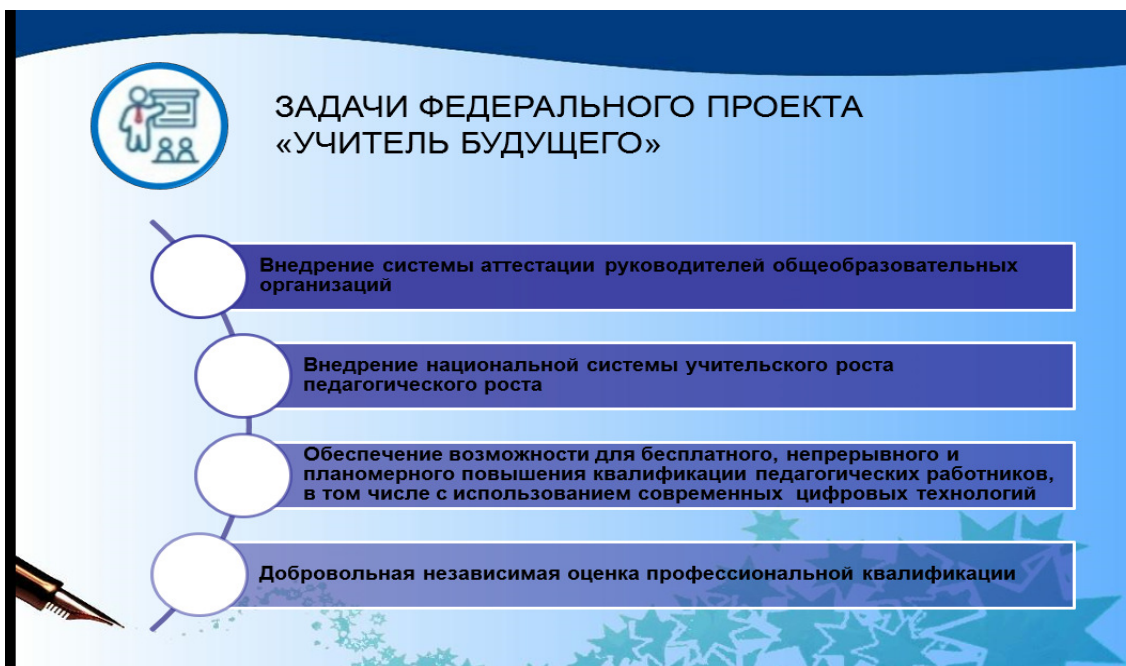 ЗАДАЧИ ФЕДЕРАЛЬНОГО ПРОЕКТА
«УЧИТЕЛЬ БУДУЩЕГО»
Внедрение системы аттестации руководителей общеобразовательных
организаций
Внедрение национальной системы учительского роста
педагогического роста
Обеспечение возможности для бесплатного, непрерывного и
планомерного повышения квалификации педагогических работников,
в том числе с использованием современных цифровых технологий
Добровольная независимая оценка профессиональной квалификации